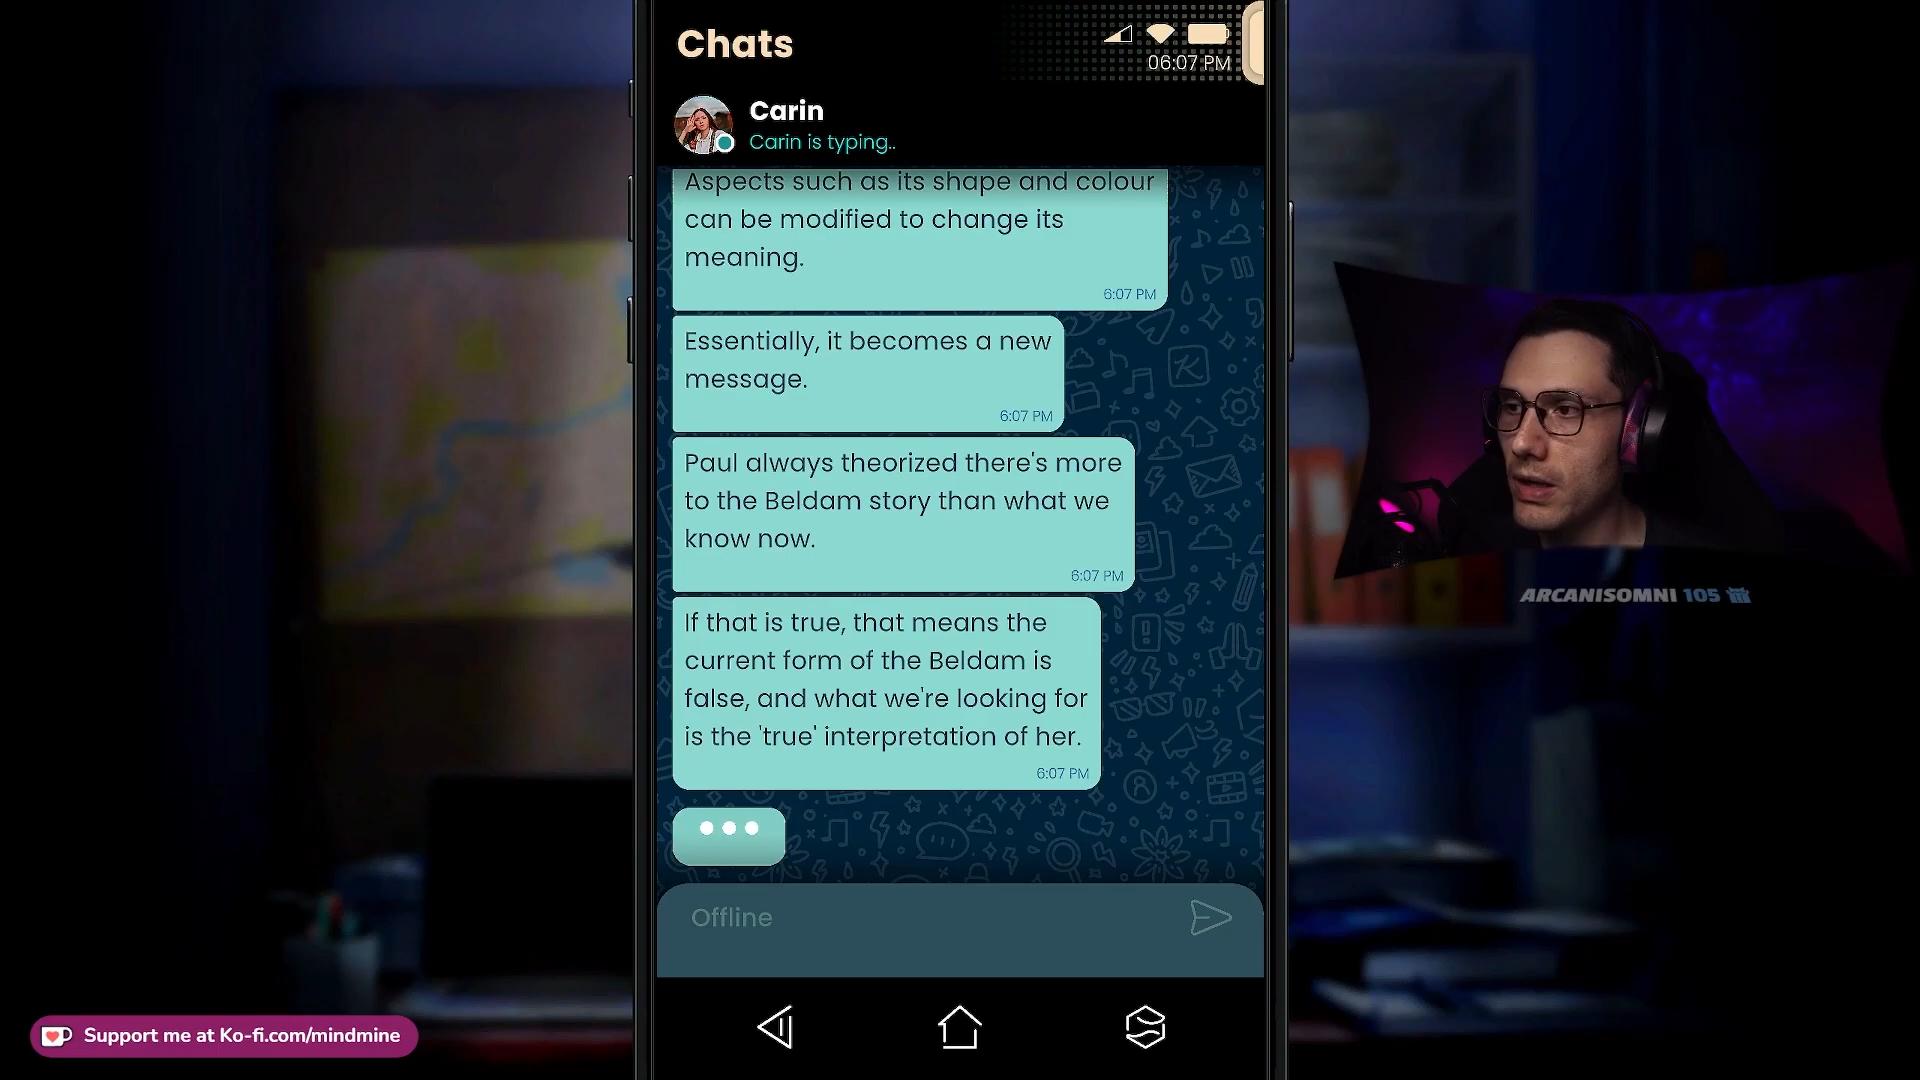 Chats
06:07 PM
Carin
Carin is typing..
Aspects such as its shape and colour
can be modified to change its
meaning.
6:07 PM
Essentially, it becomes a new
message.
6:07 PM
Paul always theorized there's more
to the Beldam story than what we
know now.
6:07 PM
If that is true, that means the
current form of the Beldam is
false, and what we're looking for
is the 'true' interpretation of her.
6:07 PM
Offline
ARCANISOMNI 105
Support me at Ko-fi.com/mindmine